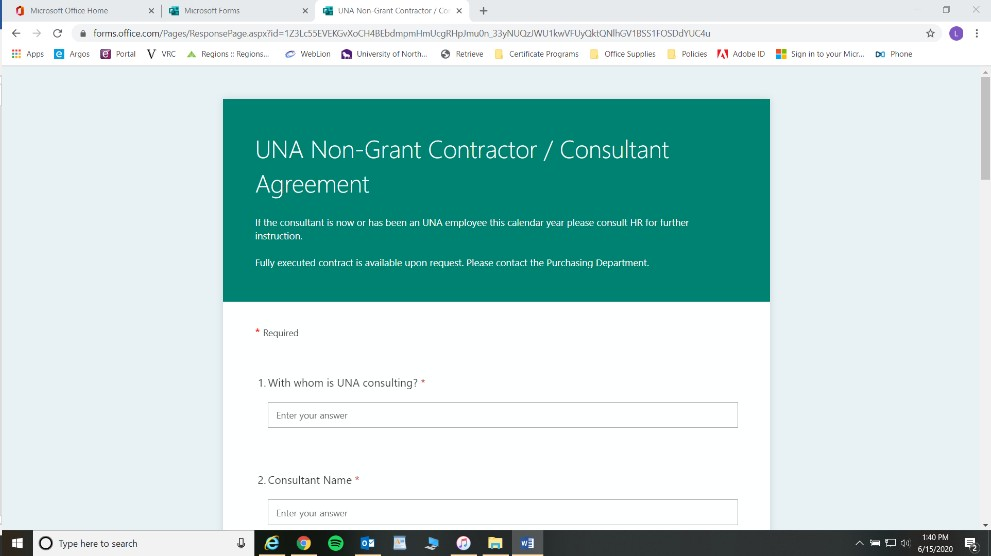 Microsoft Office Home
Microsoft Forms
UNA Non-Grant Contractor / Co
forms.office.com/Pages/ResponsePage.aspx?id=1Z3Lc55EVEKGvXoCH4BEbdmpmHmUcgRHpJmu0n_33yNUQzJWU1kwVFUyQktQNlhGV1BSS1FOSDdYUC4u
L
Apps
Argos
Portal
VRC
Regions :: Regions...
WebLion
University of North...
Retrieve
Certificate Programs
Office Supplies
Policies
Adobe ID
Sign in to your Micr...
Phone
UNA Non-Grant Contractor / Consultant
Agreement
If the consultant is now or has been an UNA employee this calendar year please consult HR for further
instruction.
Fully executed contract is available upon request. Please contact the Purchasing Department.
* Required
1. With whom is UNA consulting? *
Enter your answer
2. Consultant Name *
Enter your answer
Type here to search
1:40 PM
6/15/2020
2